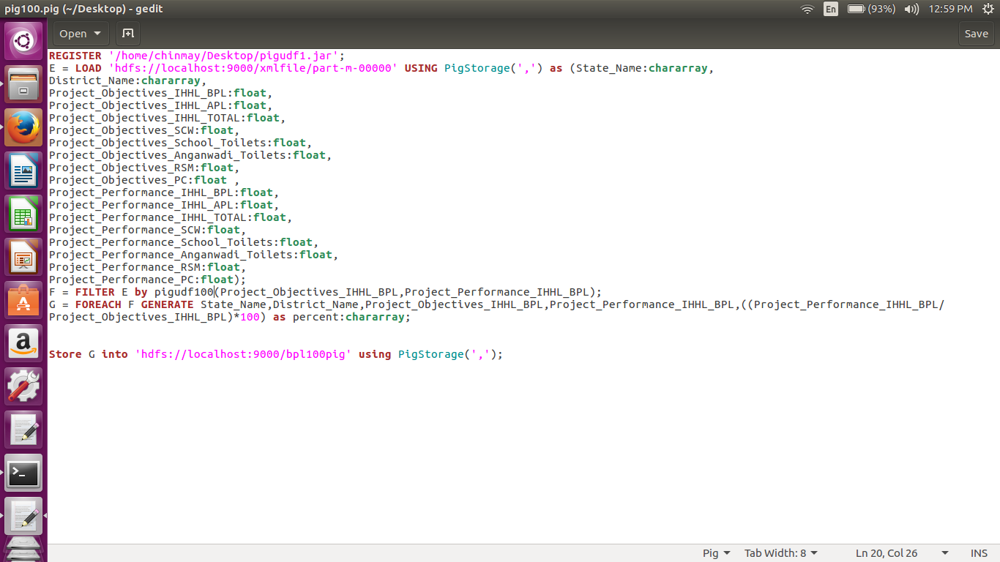 pig100.pig (~/Desktop) - gedit
En (93%) 12:59 PM
Open Save
REGISTER '/home/chinmay/Desktop/pigudf1.jar';
E = LOAD 'hdfs://localhost:9000/xmlfile/part-m-00000' USING PigStorage(',') as (State_Name:chararray,
District_Name:chararray,
Project_Objectives_IHHL_BPL:float,
Project_Objectives_IHHL_APL:float,
Project_Objectives_IHHL_TOTAL:float,
Project_Objectives_SCW:float,
Project_Objectives_School_Toilets:float,
Project_Objectives_Anganwadi_Toilets:float,
Project_Objectives_RSM:float,
Project_Objectives_PC:float ,
Project_Performance_IHHL_BPL:float,
Project_Performance_IHHL_APL:float,
Project_Performance_IHHL_TOTAL:float,
Project_Performance_SCW:float,
Project_Performance_School_Toilets:float,
Project_Performance_Anganwadi_Toilets:float,
Project_Performance_RSM:float,
Project_Performance_PC:float);
F = FILTER E by pigudf100(Project_Objectives_IHHL_BPL,Project_Performance_IHHL_BPL);
G = FOREACH F GENERATE State_Name,District_Name,Project_Objectives_IHHL_BPL,Project_Performance_IHHL_BPL,((Project_Performance_IHHL_BPL/
Project_Objectives_IHHL_BPL)*100) as percent:chararray;
Store G into 'hdfs://localhost:9000/bpl100pig' using PigStorage(',');
Pig Tab Width: 8 Ln 20, Col 26 INS